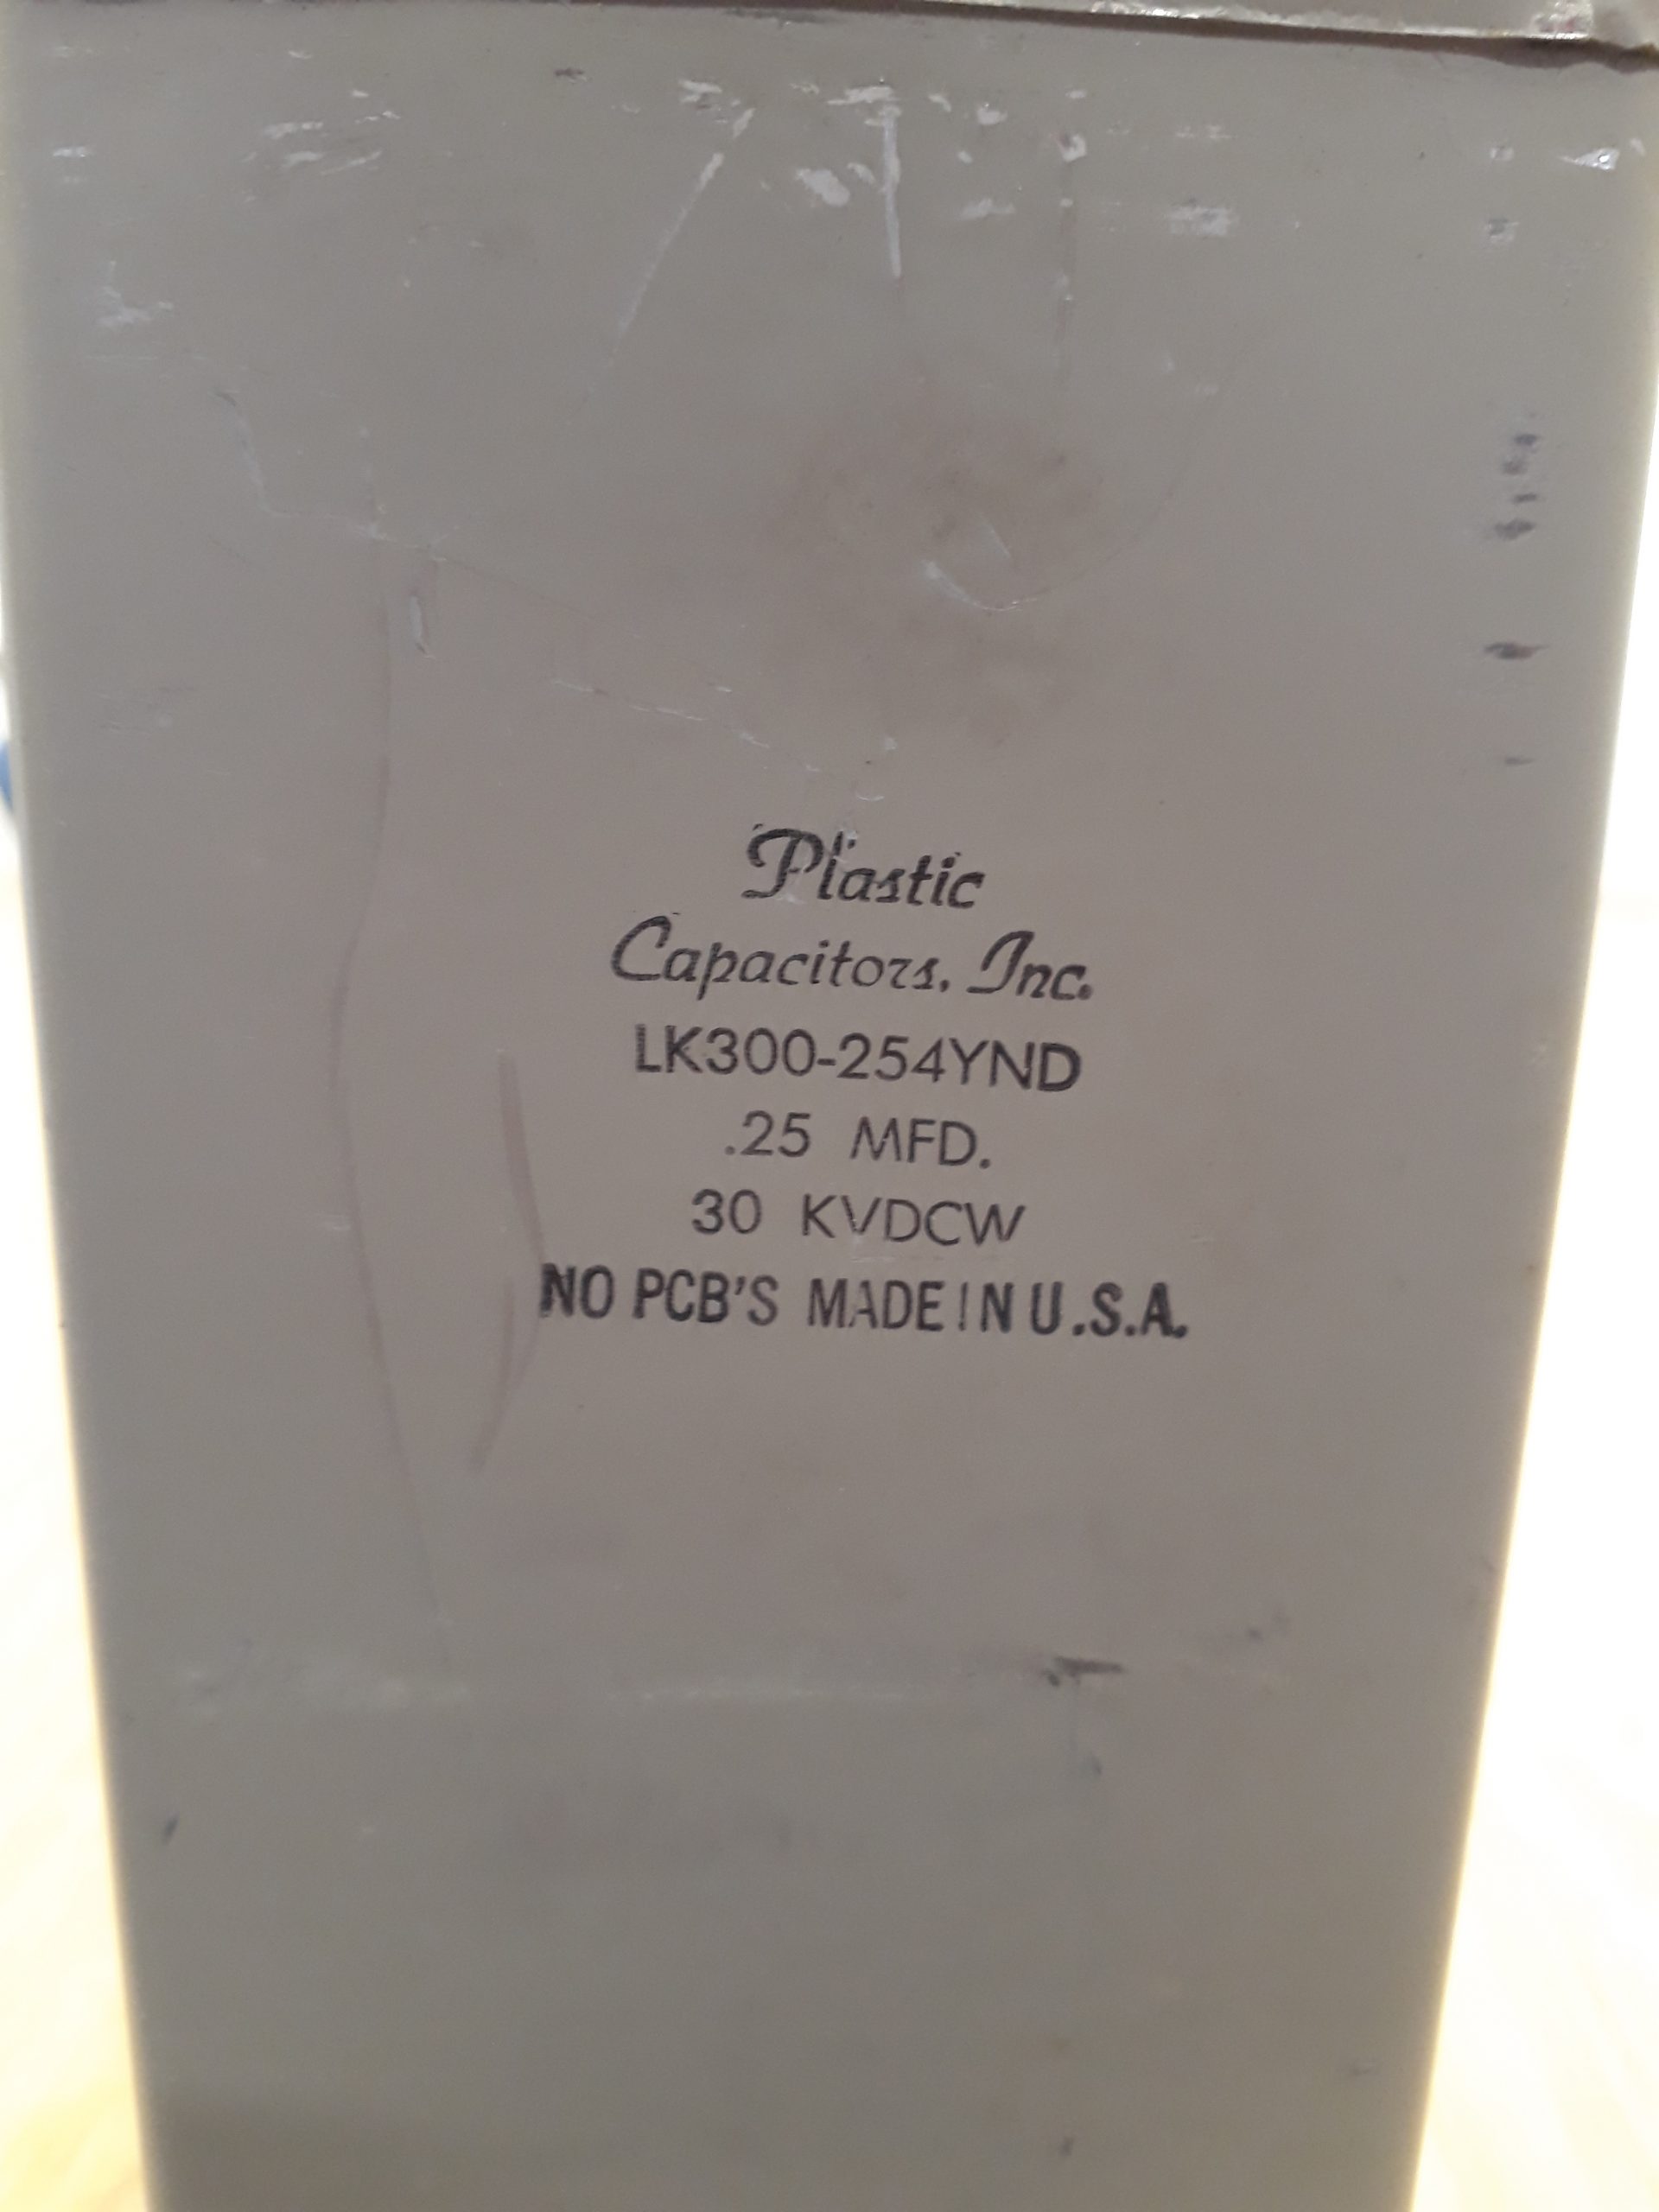 Plastic
Capacitors, Inc.
LK300-254YND
.25 MFD.
30 KVDCW
NO PCB'S MADE IN U.S.A.